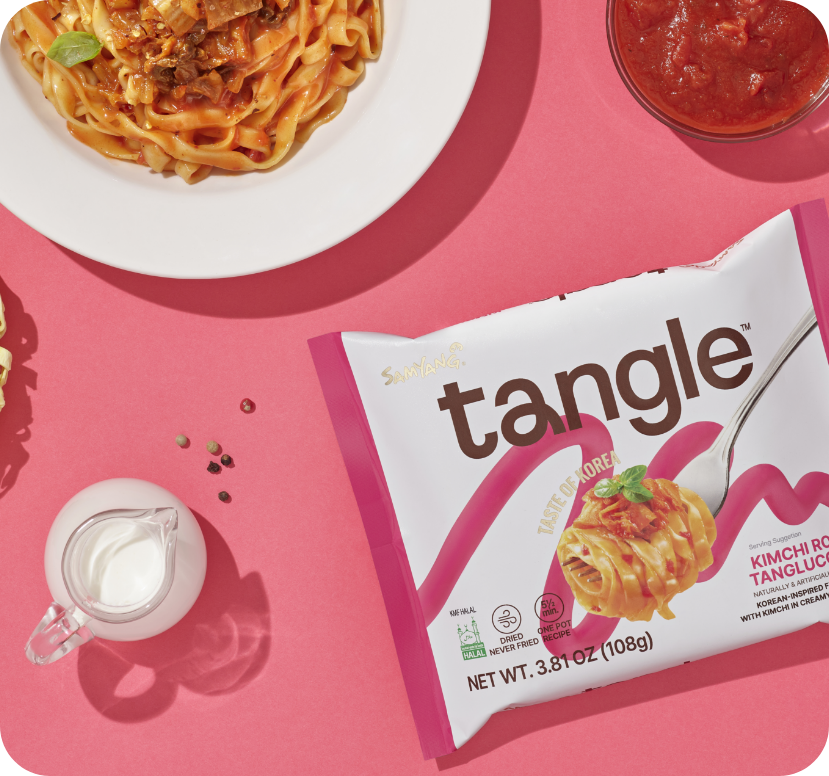 SAMYANG
tangle™
TASTE OF KOREA
Serving Suggestion
KIMCHI RO
TANGLUCC
NATURALLY & ARTIFICIAL
KOREAN-INSPIRED F
WITH KIMCHI IN CREAMY
KMF HALAL
HALAL
DRIED
NEVER FRIED
5½
min.
ONE POT
RECIPE
NET WT. 3.81 OZ (108g)